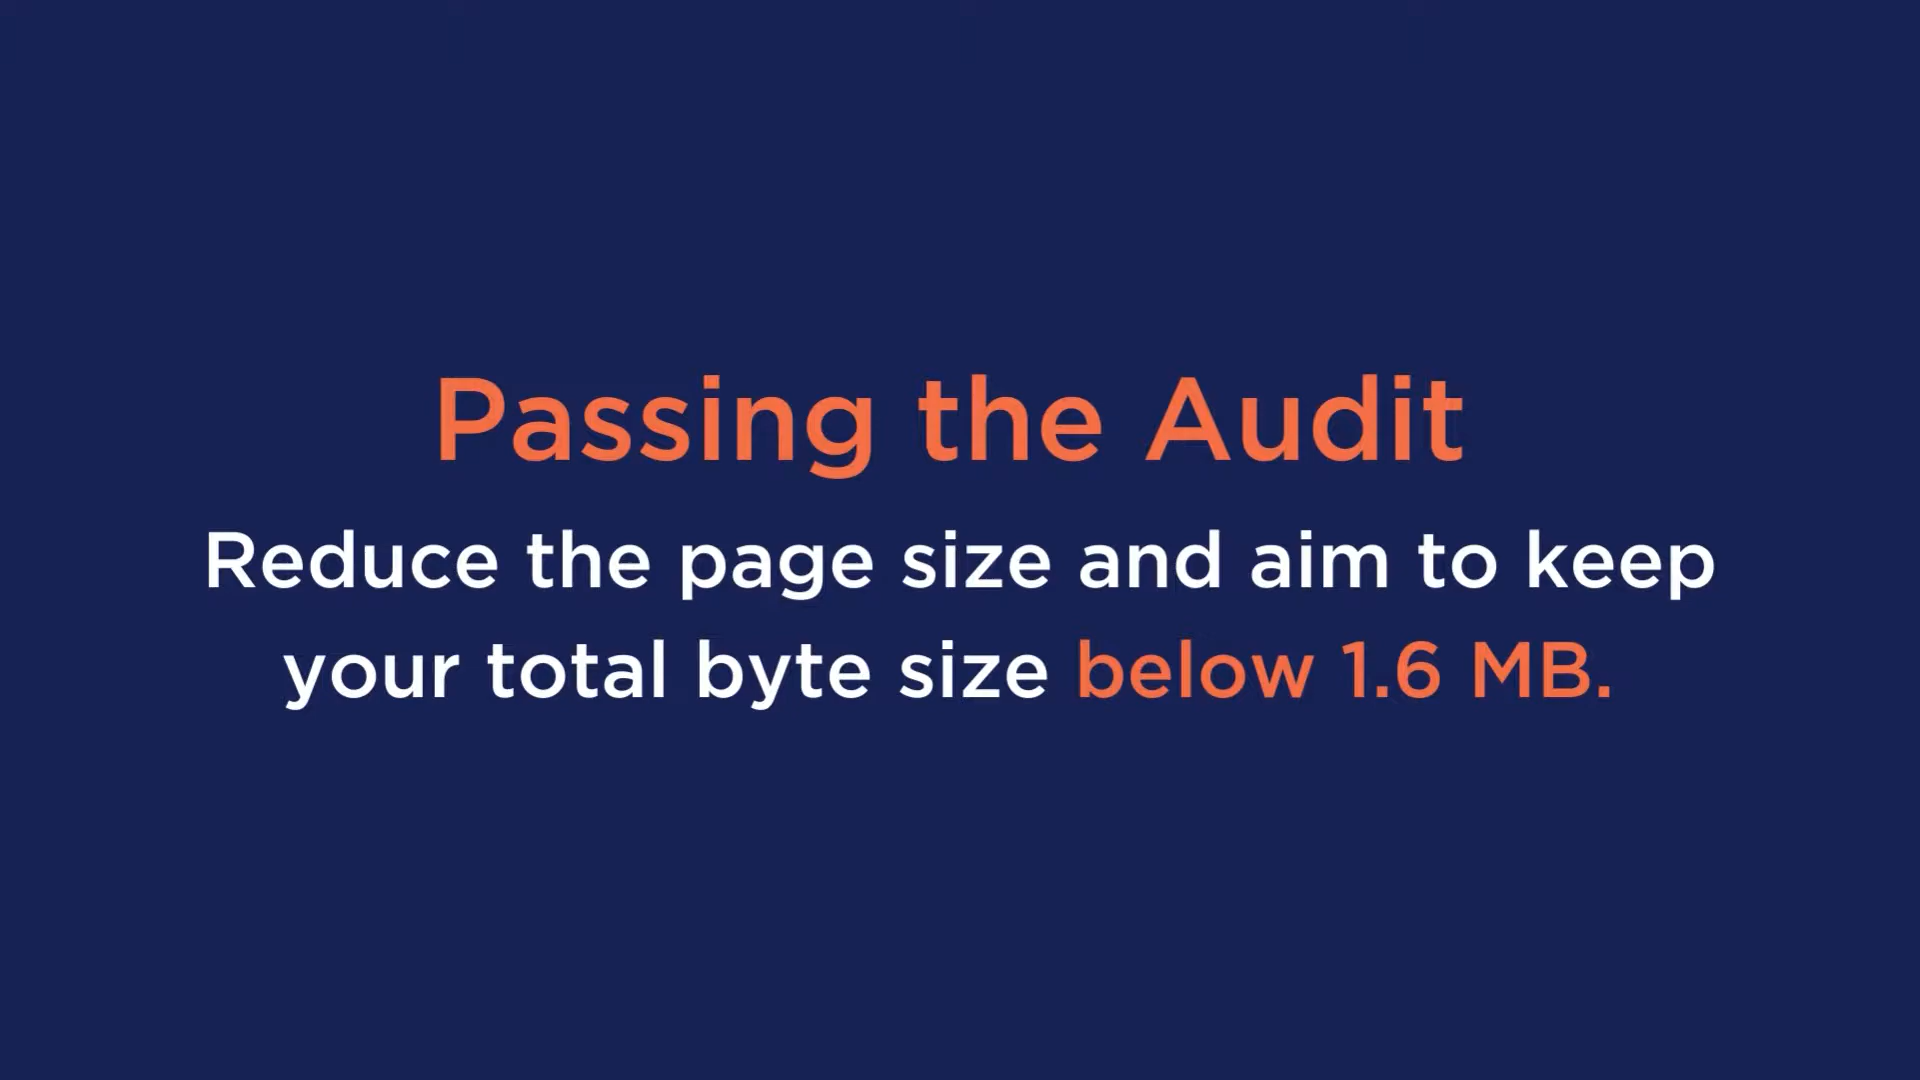 Passing the Audit
Reduce the page size and aim to keep
your total byte size below 1.6 MB.